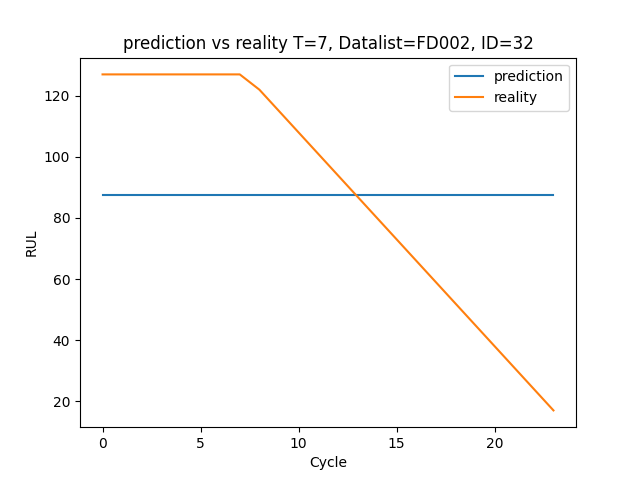 prediction vs reality T=7, Datalist=FD002, ID=32
prediction
reality
120
100
80
60
40
20
RUL
0 5 10 15 20
Cycle